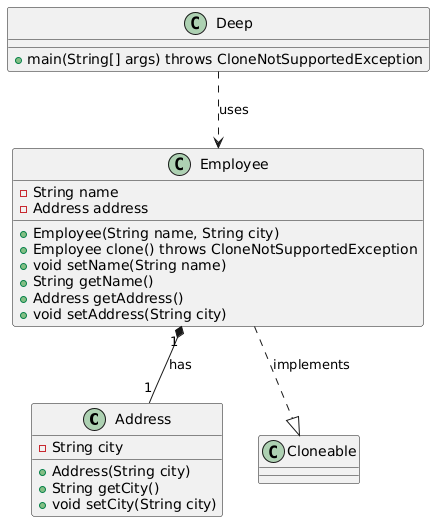 C Deep
main(String[] args) throws CloneNotSupportedException
uses
C Employee
String name
Address address
Employee(String name, String city)
Employee clone() throws CloneNotSupportedException
void setName(String name)
String getName()
Address getAddress()
void setAddress(String city)
1
has
implements
1
C Address
String city
Address(String city)
String getCity()
void setCity(String city)
C Cloneable